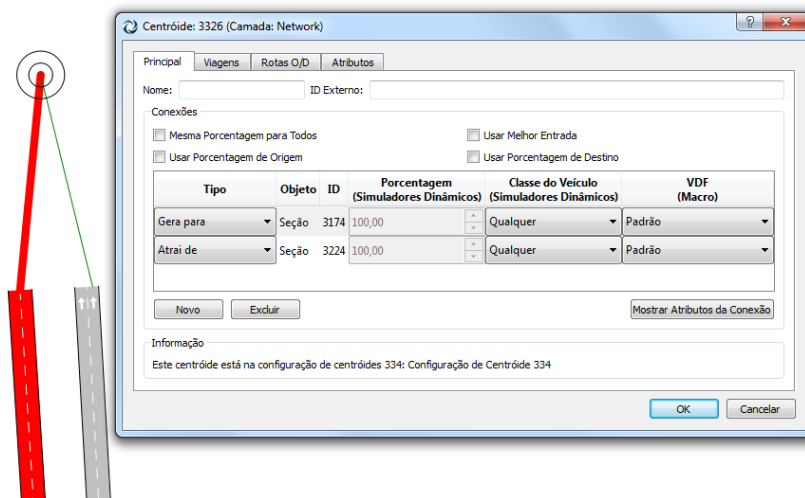 Centróide: 3326 (Camada: Network)
Principal Viagens Rotas O/D Atributos
Nome: ID Externo:
Conexões
Mesma Porcentagem para Todos Usar Melhor Entrada
Usar Porcentagem de Origem Usar Porcentagem de Destino
Tipo Objeto ID Porcentagem (Simuladores Dinâmicos) Classe do Veículo (Simuladores Dinâmicos) VDF (Macro)
Gera para Seção 3174 100,00 Qualquer Padrão
Atrai de Seção 3224 100,00 Qualquer Padrão
Novo Excluir Mostrar Atributos da Conexão
Informação
Este centróide está na configuração de centróides 334: Configuração de Centróide 334
OK Cancelar